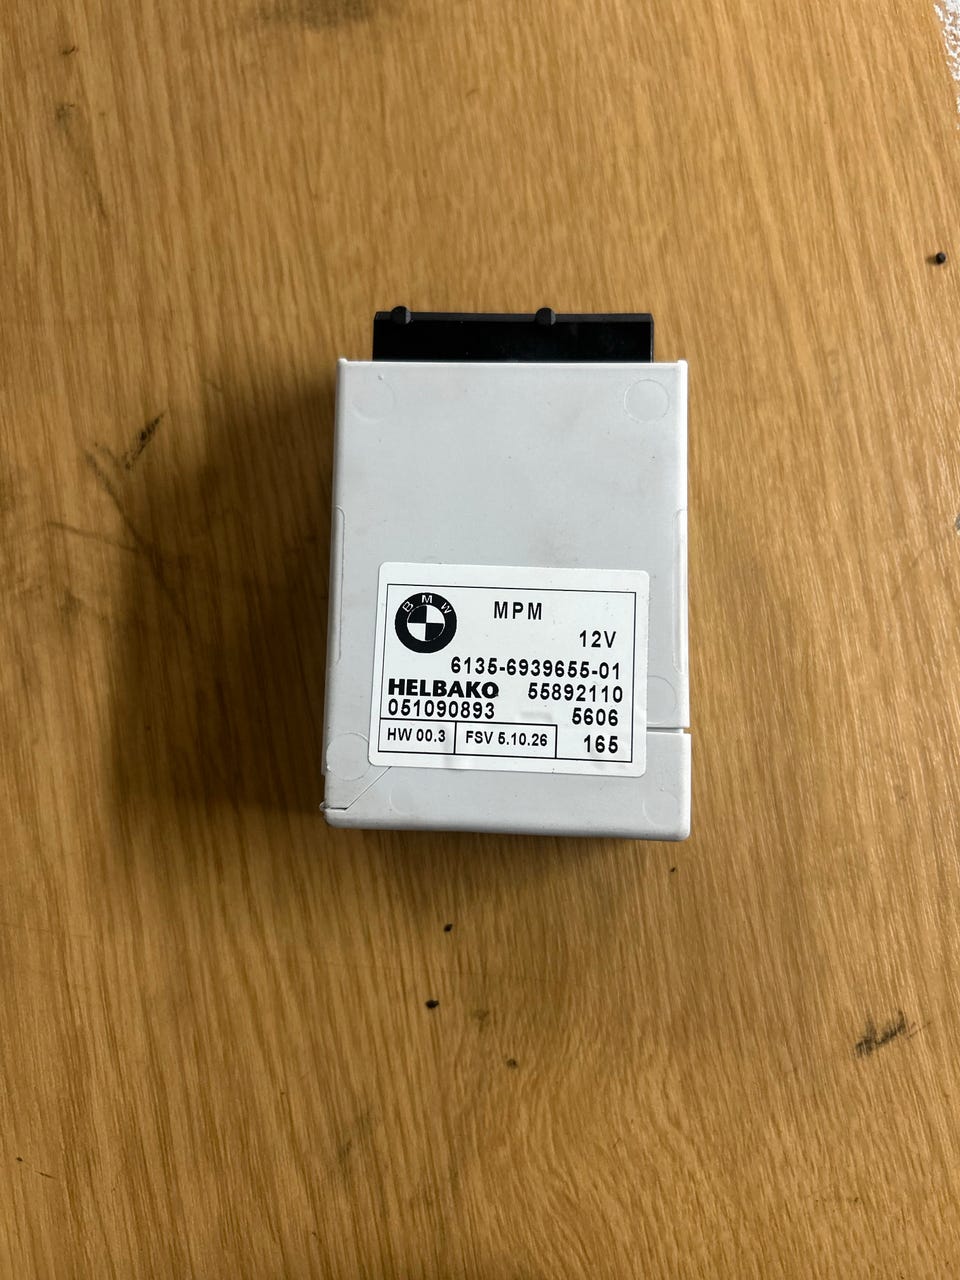 BMW
MPM
12V
6135-6939655-01
HELBAKO 55892110
051090893 5606
HW 00.3 FSV 5.10.26 165